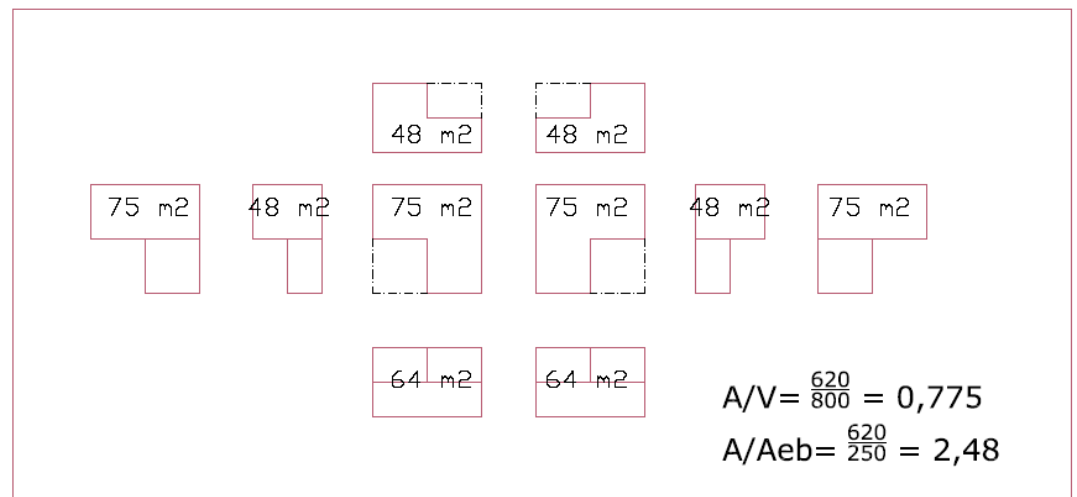 48 m2 48 m2
75 m2 48 m2 75 m2 75 m2 48 m2 75 m2
64 m2 64 m2
A/V= 620/800 = 0,775
A/Aeb= 620/250 = 2,48